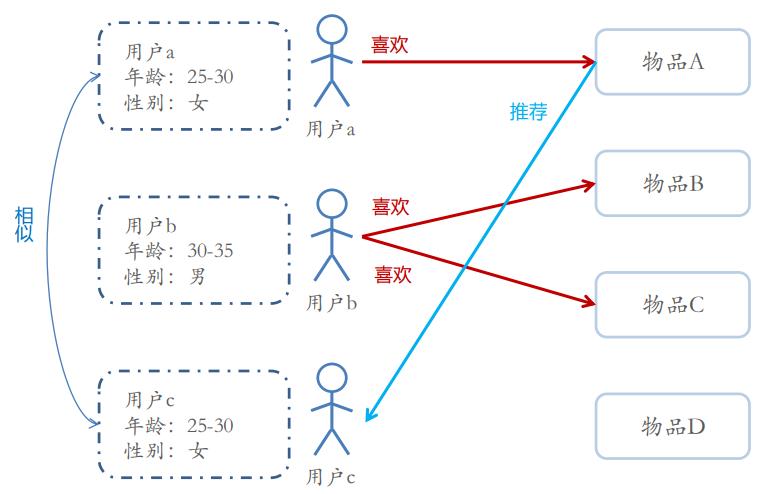 用户a
年龄：25-30
性别：女
用户a
喜欢
物品A
推荐
相似
用户b
年龄：30-35
性别：男
用户b
喜欢
喜欢
物品B
物品C
用户c
年龄：25-30
性别：女
用户c
物品D